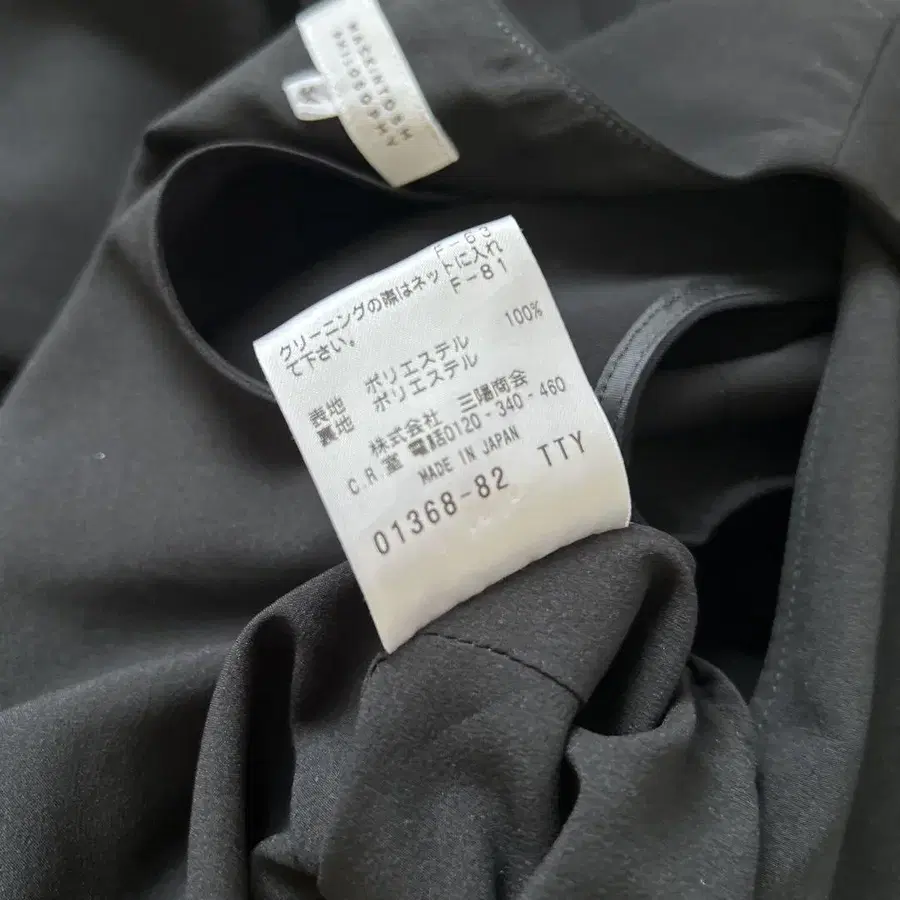 MACKINTOSH
PHILOSOPHY
F-63
クリーニングの際はネットに入れ
て下さい。
F-81
表地 ポリエステル 100%
裏地 ポリエステル
株式会社 三陽商会
C.R室 電話0120-340-460
MADE IN JAPAN
01368-82 TTY